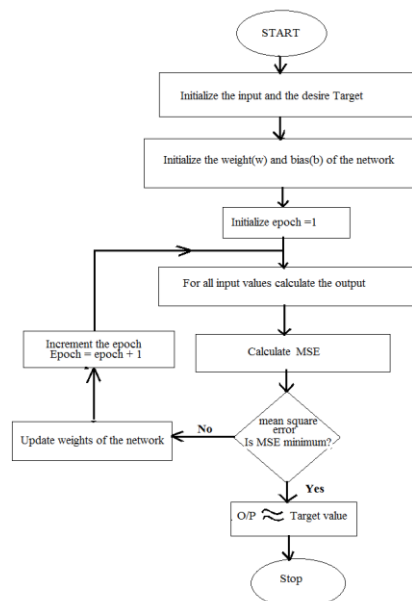 START
Initialize the input and the desire Target
Initialize the weight(w) and bias(b) of the network
Initialize epoch =1
For all input values calculate the output
Increment the epoch
Epoch = epoch + 1
Calculate MSE
mean square
error
Is MSE minimum?
No
Update weights of the network
Yes
O/P ≈ Target value
Stop